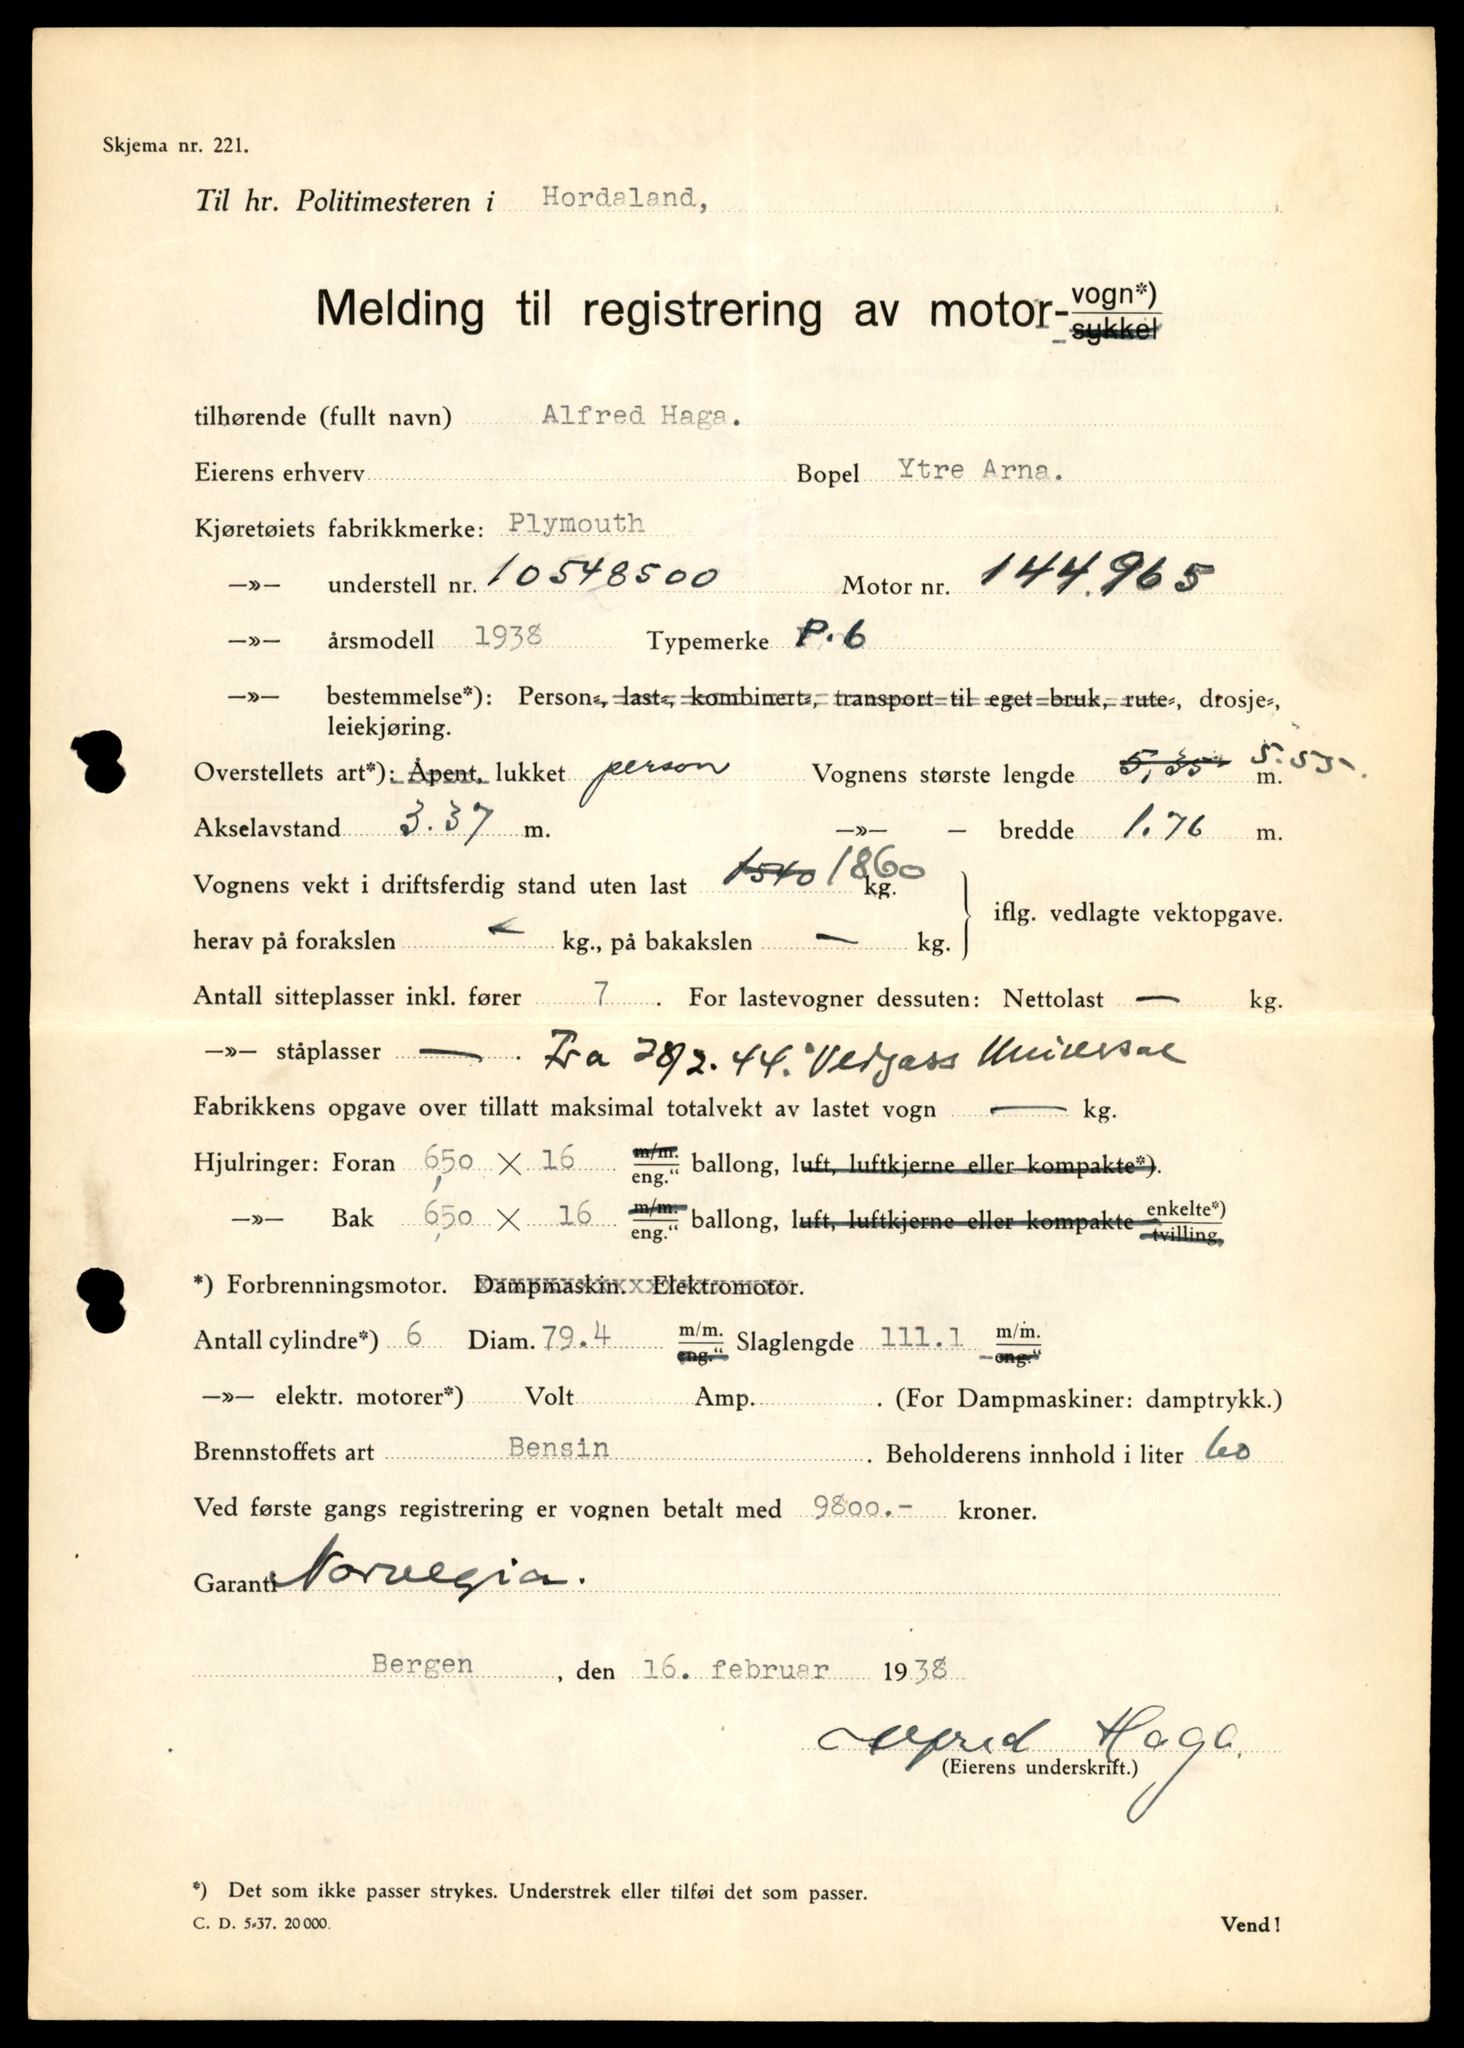 Skjema nr. 221.
Til hr. Politimesteren i Hordaland,
Melding til registrering av motor- vogn*)
sykkel
tilhørende (fullt navn) Alfred Haga.
Eierens erhverv Bopel Ytre Arna.
Kjøretøiets fabrikkmerke: Plymouth
—»— understell nr. 10548500 Motor nr. 144.965
—»— årsmodell 1938 Typemerke P.6
—»— bestemmelse*): Person-, last-, kombinert-, transport til eget bruk, rute-, drosje-,
leiekjøring.
Overstellets art*): Åpent, lukket person Vognens største lengde 5,35 5.55 m.
Akselavstand 3.37 m. —»— — bredde 1.76 m.
Vognens vekt i driftsferdig stand uten last 1540 1860 kg.
iflg. vedlagte vektopgave.
herav på forakslen — kg., på bakakslen — kg.
Antall sitteplasser inkl. fører 7. For lastevogner dessuten: Nettolast — kg.
—»— ståplasser —. Fra 28/2.44. Vedgass Universal
Fabrikkens opgave over tillatt maksimal totalvekt av lastet vogn — kg.
Hjulringer: Foran 6,50 X 16 m/m. eng.“ ballong, luft, luftkjerne eller kompakte*).
—»— Bak 6,50 X 16 m/m. eng.“ ballong, luft, luftkjerne eller kompakte enkelte*) tvilling.
*) Forbrenningsmotor. Dampmaskin. Elektromotor.
Antall cylindre*) 6 Diam. 79.4 m/m. eng.“ Slaglengde 111.1 m/m. eng.“
—»— elektr. motorer*) Volt Amp. . (For Dampmaskiner: damptrykk.)
Brennstoffets art Bensin . Beholderens innhold i liter 60
Ved første gangs registrering er vognen betalt med 9800.- kroner.
Garanti Norvegia.
Bergen, den 16. februar 1938
Alfred Haga.
(Eierens underskrift.)
*) Det som ikke passer strykes. Understrek eller tilføi det som passer.
C. D. 5-37. 20 000. Vend!